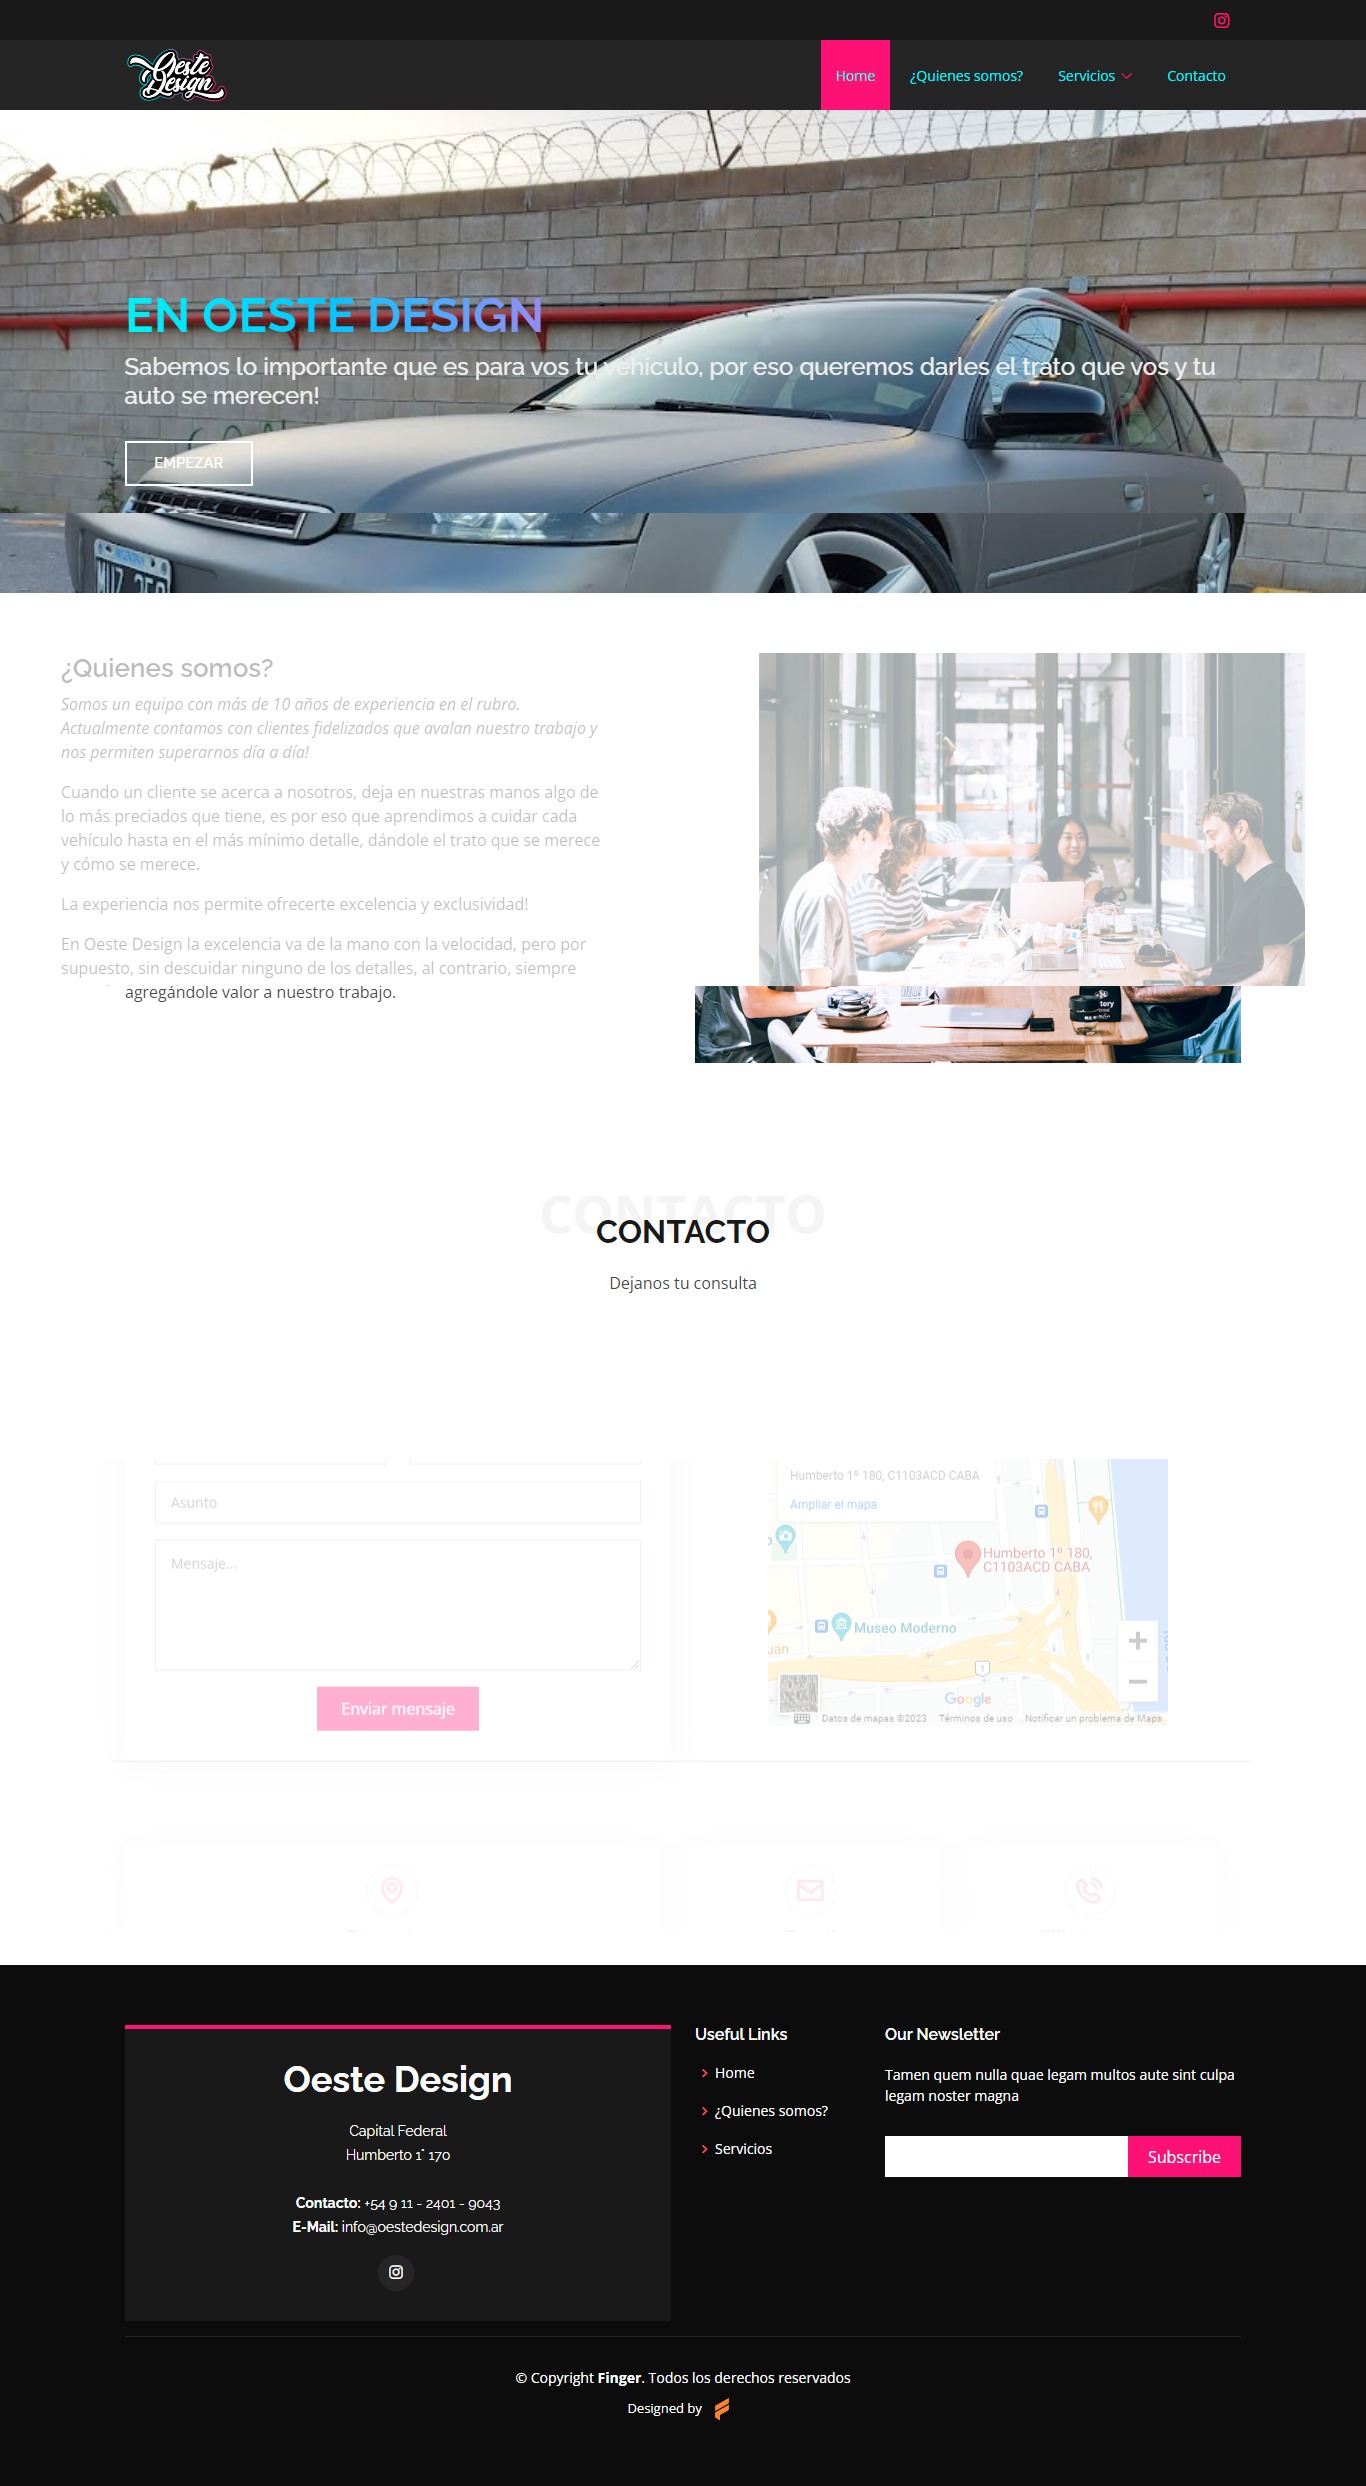 Oeste
Design
Home
¿Quienes somos?
Servicios
Contacto
EN OESTE DESIGN
Sabemos lo importante que es para vos tu vehículo, por eso queremos darles el trato que vos y tu
auto se merecen!
EMPEZAR
¿Quienes somos?
Somos un equipo con más de 10 años de experiencia en el rubro.
Actualmente contamos con clientes fidelizados que avalan nuestro trabajo y
nos permiten superarnos día a día!
Cuando un cliente se acerca a nosotros, deja en nuestras manos algo de
lo más preciados que tiene, es por eso que aprendimos a cuidar cada
vehículo hasta en el más mínimo detalle, dándole el trato que se merece
y cómo se merece.
La experiencia nos permite ofrecerte excelencia y exclusividad!
En Oeste Design la excelencia va de la mano con la velocidad, pero por
supuesto, sin descuidar ninguno de los detalles, al contrario, siempre
agregándole valor a nuestro trabajo.
CONTACTO
CONTACTO
Dejanos tu consulta
Asunto
Mensaje...
Enviar mensaje
Humberto 1º 180, C1103ACD CABA
Ampliar el mapa
Humberto 1º 180,
C1103ACD CABA
Museo Moderno
Google
Datos de mapas ©2023
Términos de uso
Notificar un problema de Maps
Oeste Design
Capital Federal
Humberto 1° 170
Contacto: +54 9 11 - 2401 - 9043
E-Mail: info@oestedesign.com.ar
Useful Links
Home
¿Quienes somos?
Servicios
Our Newsletter
Tamen quem nulla quae legam multos aute sint culpa
legam noster magna
Subscribe
© Copyright Finger. Todos los derechos reservados
Designed by